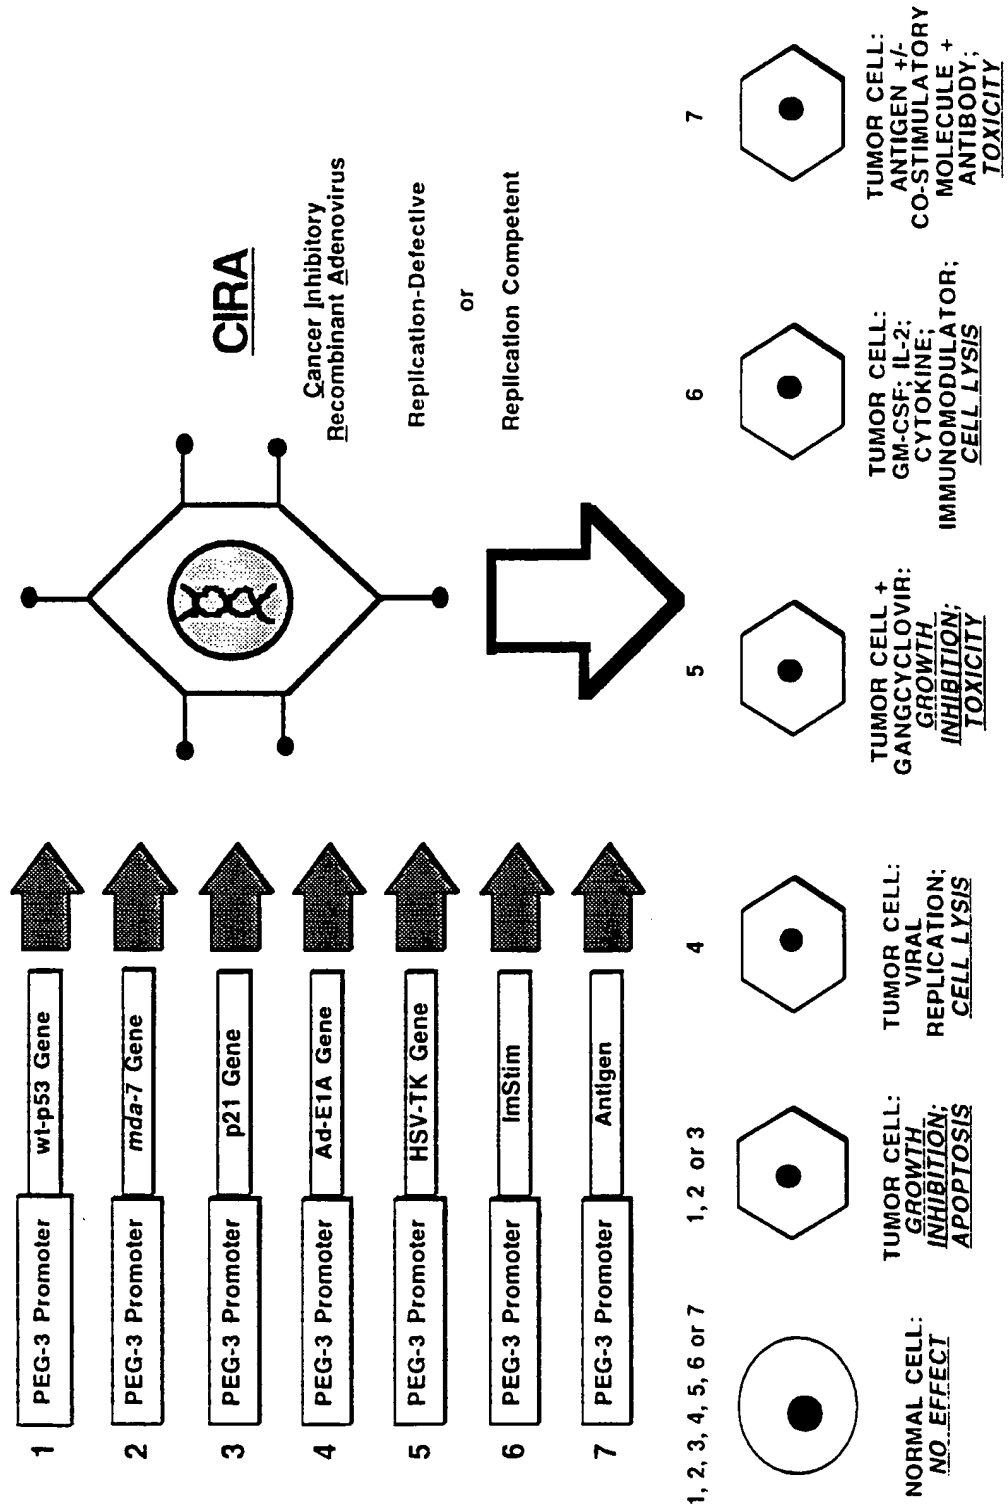 1
PEG-3 Promoter
wt-p53 Gene
2
PEG-3 Promoter
mda-7 Gene
3
PEG-3 Promoter
p21 Gene
4
PEG-3 Promoter
Ad-E1A Gene
5
PEG-3 Promoter
HSV-TK Gene
6
PEG-3 Promoter
ImStim
7
PEG-3 Promoter
Antigen
CIRA
Cancer Inhibitory
Recombinant Adenovirus
Replication-Defective
or
Replication Competent
1, 2, 3, 4, 5, 6 or 7
NORMAL CELL:
NO EFFECT
1, 2 or 3
TUMOR CELL:
GROWTH
INHIBITION;
APOPTOSIS
4
TUMOR CELL:
VIRAL
REPLICATION;
CELL LYSIS
5
TUMOR CELL +
GANGCYCLOVIR:
GROWTH
INHIBITION;
TOXICITY
6
TUMOR CELL:
GM-CSF; IL-2;
CYTOKINE;
IMMUNOMODULATOR;
CELL LYSIS
7
TUMOR CELL:
ANTIGEN +/-
CO-STIMULATORY
MOLECULE +
ANTIBODY;
TOXICITY